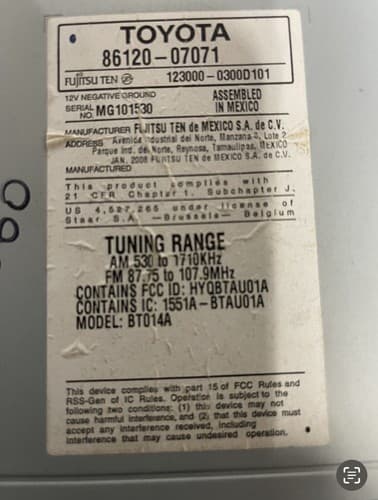 TOYOTA
86120-07071
FUJITSU TEN 123000-0300D101
12V NEGATIVE GROUND ASSEMBLED
SERIAL NO. MG101530 IN MEXICO
MANUFACTURER FUJITSU TEN de MEXICO S.A. de C.V.
ADDRESS Avenida Industrial del Norte, Manzana 4, Lote 2
Parque Ind. del Norte, Reynosa, Tamaulipas, MEXICO
JAN. 2008 FUJITSU TEN de MEXICO S.A. de C.V.
MANUFACTURED
This product complies with
21 CFR Chapter 1. Subchapter J.
US 4,527,265 under license of
Staar S.A. —Brussels— Belgium
TUNING RANGE
AM 530 to 1710KHz
FM 87.75 to 107.9MHz
CONTAINS FCC ID: HYQBTAU01A
CONTAINS IC: 1551A-BTAU01A
MODEL: BT014A
This device complies with part 15 of FCC Rules and
RSS-Gen of IC Rules. Operation is subject to the
following two conditions: (1) this device may not
cause harmful interference, and (2) that this device must
accept any interference received, including
interference that may cause undesired operation.